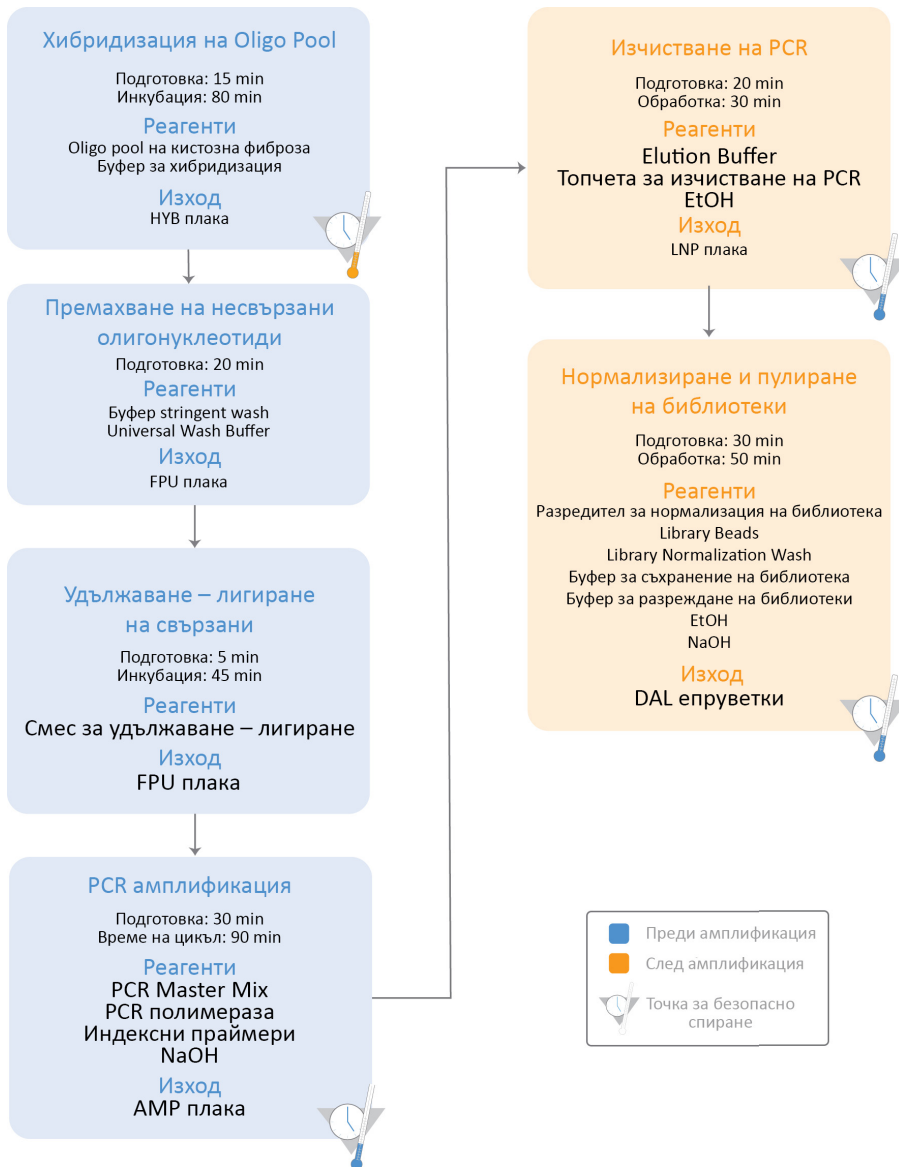 Хибридизация на Oligo Pool
Подготовка: 15 min
Инкубация: 80 min
Реагенти
Oligo pool на кистозна фиброза
Буфер за хибридизация
Изход
HYB плака
Премахване на несвързани
олигонуклеотиди
Подготовка: 20 min
Реагенти
Буфер stringent wash
Universal Wash Buffer
Изход
FPU плака
Удължаване – лигиране
на свързани
Подготовка: 5 min
Инкубация: 45 min
Реагенти
Смес за удължаване – лигиране
Изход
FPU плака
PCR амплификация
Подготовка: 30 min
Време на цикъл: 90 min
Реагенти
PCR Master Mix
PCR полимераза
Индексни праймери
NaOH
Изход
AMP плака
Изчистване на PCR
Подготовка: 20 min
Обработка: 30 min
Реагенти
Elution Buffer
Топчета за изчистване на PCR
EtOH
Изход
LNP плака
Нормализиране и пулиране
на библиотеки
Подготовка: 30 min
Обработка: 50 min
Реагенти
Разредител за нормализация на библиотека
Library Beads
Library Normalization Wash
Буфер за съхранение на библиотека
Буфер за разреждане на библиотеки
EtOH
NaOH
Изход
DAL епруветки
Преди амплификация
След амплификация
Точка за безопасно
спиране